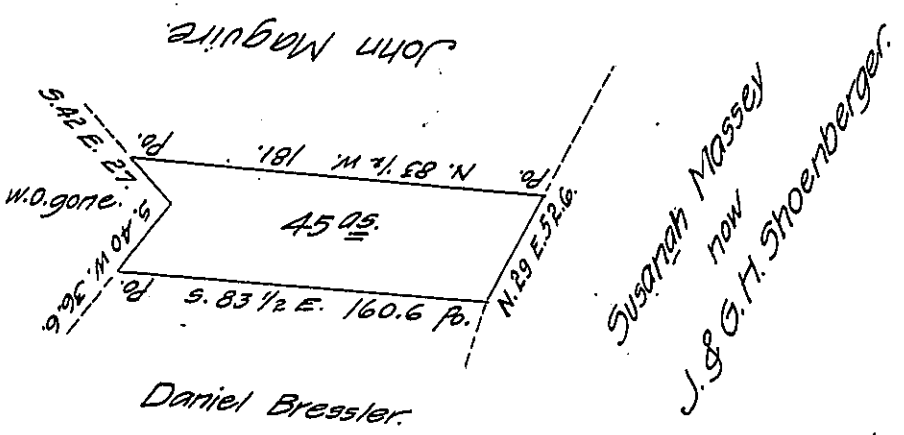 John Maguire.
S. 42 E. 27.
Po.
N. 83 1/2 W. 181.
Po.
W.O. gone.
45 as.
S. 40 W. 36.6.
N. 29 E. 52.6.
Po.
S. 83 1/2 E. 160.6 Po.
Daniel Bressler.
Susanah Massey
now
J. & G. H. Shoenberger.